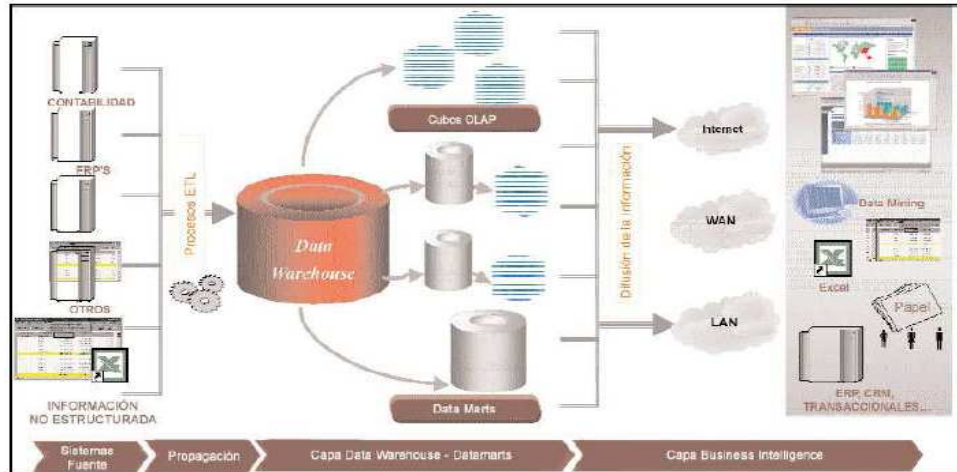 CONTABILIDAD
ERP'S
OTROS
INFORMACIÓN
NO ESTRUCTURADA
Procesos ETL
Data
Warehouse
Cubos OLAP
Data Marts
Difusión de la Información
Internet
WAN
LAN
Data Mining
Excel
Papel
ERP, CRM,
TRANSACCIONALES...
Sistemas
Fuente
Propagación
Capa Data Warehouse - Datamarts
Capa Business Intelligence